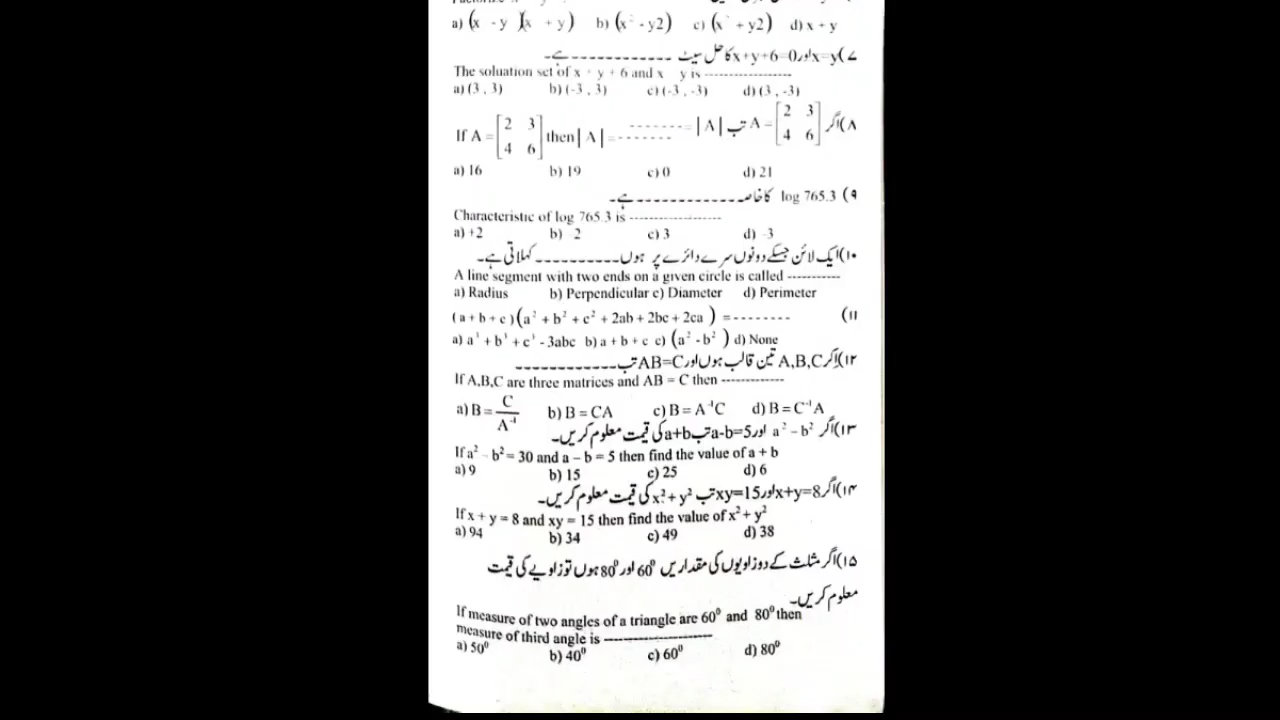 a) (x - y)(x + y) b) (x² - y2) c) (x² + y2) d) x + y
۷) x=y اور x+y+6=0 کا حل سیٹ ------------ ہے۔
The soluation set of x + y + 6 and x y is -------------------
a) (3 , 3) b) (-3 , 3) c) (-3 , -3) d) (3 , -3)
۸) اگر A = [2 3; 4 6] تب |A| = --------
If A = [2 3; 4 6] then | A | = -------
a) 16 b) 19 c) 0 d) 21
۹) log 765.3 کا خاصہ -------------- ہے۔
Characteristic of log 765.3 is -------------------
a) +2 b) -2 c) 3 d) -3
۱۰) ایک لائن جسکے دونوں سرے دائرے پر ہوں ---------- کہلاتی ہے۔
A line segment with two ends on a given circle is called -----------
a) Radius b) Perpendicular c) Diameter d) Perimeter
۱۱) (a + b + c)(a² + b² + c² + 2ab + 2bc + 2ca) = --------
a) a³ + b³ + c³ - 3abc b) a + b + c c) (a² - b²) d) None
۱۲) اگر A,B,C تین قالب ہوں اور AB=C تب ------------
If A,B,C are three matrices and AB = C then -------------
a) B = C/A⁻¹ b) B = CA c) B = A⁻¹C d) B = C⁻¹A
۱۳) اگر a² – b² اور a-b=5 تب a+b کی قیمت معلوم کریں۔
If a² – b² = 30 and a – b = 5 then find the value of a + b
a) 9 b) 15 c) 25 d) 6
۱۴) اگر x+y=8 اور xy=15 تب x²+y² کی قیمت معلوم کریں۔
If x + y = 8 and xy = 15 then find the value of x² + y²
a) 94 b) 34 c) 49 d) 38
۱۵) اگر مثلث کے دو زاویوں کی مقداریں 60⁰ اور 80⁰ ہوں تو زاویے کی قیمت
معلوم کریں۔
If measure of two angles of a triangle are 60⁰ and 80⁰ then
measure of third angle is ---------------------
a) 50⁰ b) 40⁰ c) 60⁰ d) 80⁰